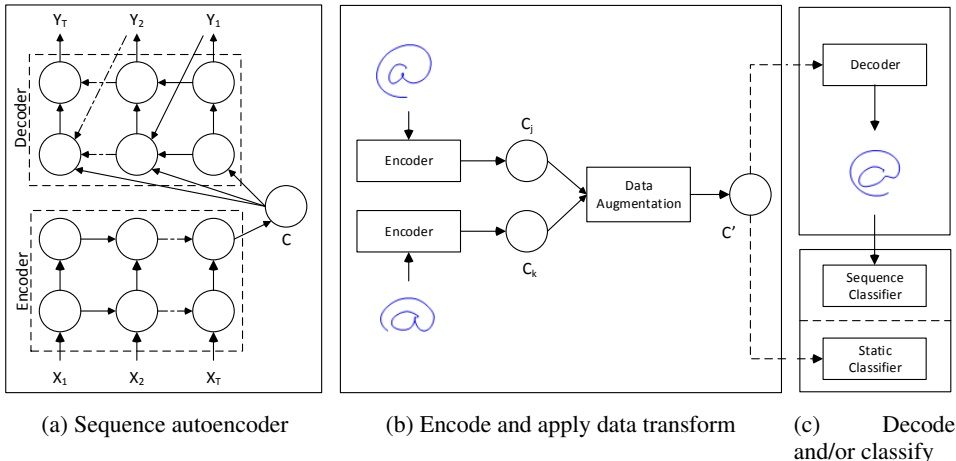 Y_T Y_2 Y_1
Decoder
C
Encoder
X_1 X_2 X_T
(a) Sequence autoencoder
@
Encoder
C_j
Data
Augmentation
C'
Encoder
C_k
@
(b) Encode and apply data transform
Decoder
@
Sequence
Classifier
Static
Classifier
(c) Decode
and/or classify